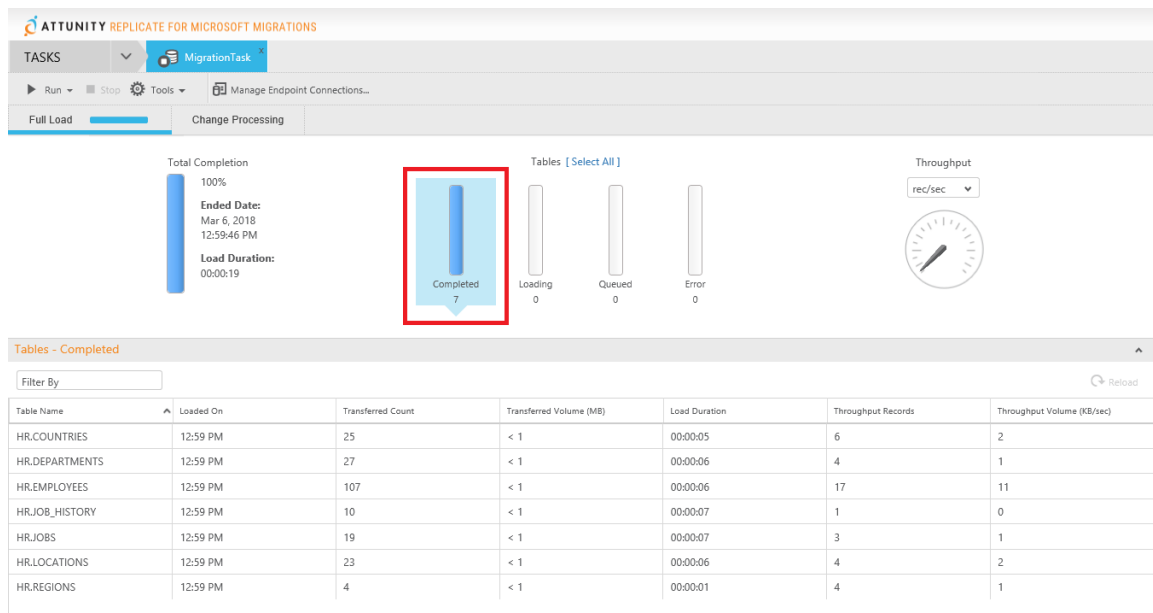 ATTUNITY REPLICATE FOR MICROSOFT MIGRATIONS
TASKS MigrationTask x
Run Stop Tools Manage Endpoint Connections...
Full Load Change Processing
Total Completion
100%
Ended Date:
Mar 6, 2018
12:59:46 PM
Load Duration:
00:00:19
Tables [ Select All ]
Completed Loading Queued Error
7 0 0 0
Throughput
rec/sec
Tables - Completed
Filter By Reload
Table Name Loaded On Transferred Count Transferred Volume (MB) Load Duration Throughput Records Throughput Volume (KB/sec)
HR.COUNTRIES 12:59 PM 25 < 1 00:00:05 6 2
HR.DEPARTMENTS 12:59 PM 27 < 1 00:00:06 4 1
HR.EMPLOYEES 12:59 PM 107 < 1 00:00:06 17 11
HR.JOB_HISTORY 12:59 PM 10 < 1 00:00:07 1 0
HR.JOBS 12:59 PM 19 < 1 00:00:07 3 1
HR.LOCATIONS 12:59 PM 23 < 1 00:00:06 4 2
HR.REGIONS 12:59 PM 4 < 1 00:00:01 4 1